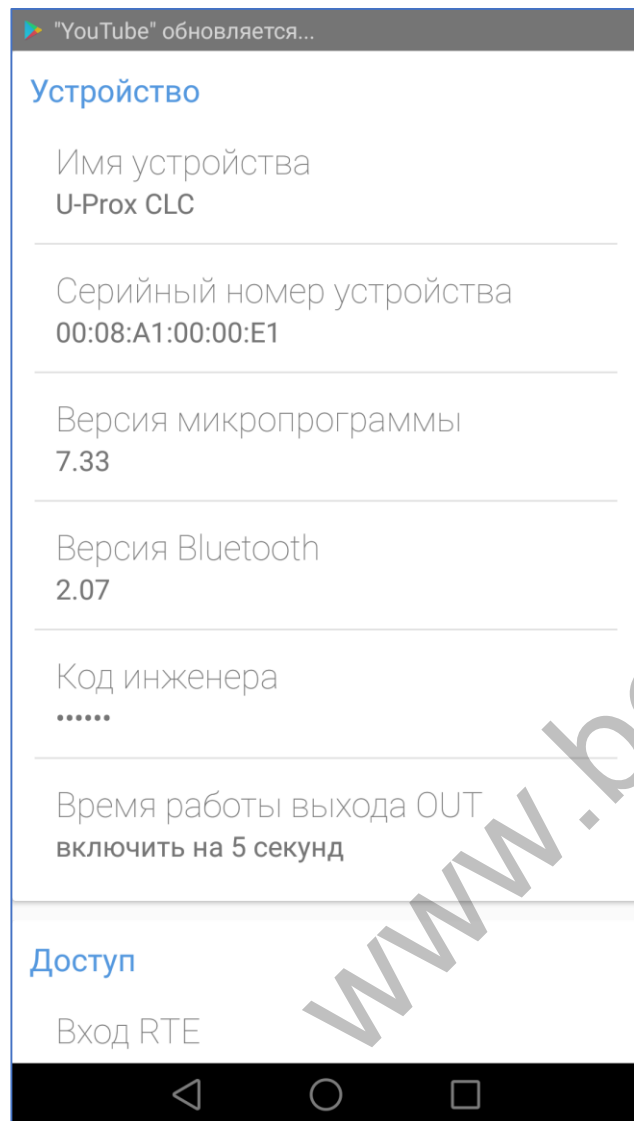 "YouTube" обновляется...
Устройство
Имя устройства
U-Prox CLC
Серийный номер устройства
00:08:A1:00:00:E1
Версия микропрограммы
7.33
Версия Bluetooth
2.07
Код инженера
••••••
Время работы выхода OUT
включить на 5 секунд
Доступ
Вход RTE
www.b